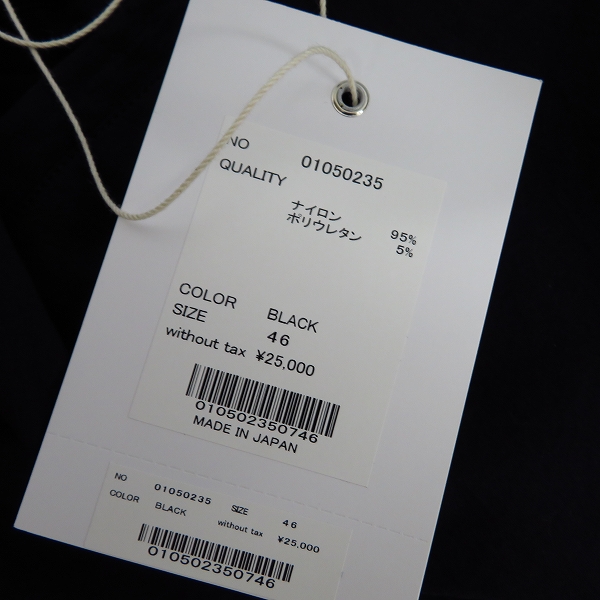 NO 01050235
QUALITY
ナイロン 95%
ポリウレタン 5%
COLOR BLACK
SIZE 46
without tax ¥25,000
010502350746
MADE IN JAPAN
NO 01050235 SIZE 46
COLOR BLACK without tax ¥25,000
010502350746